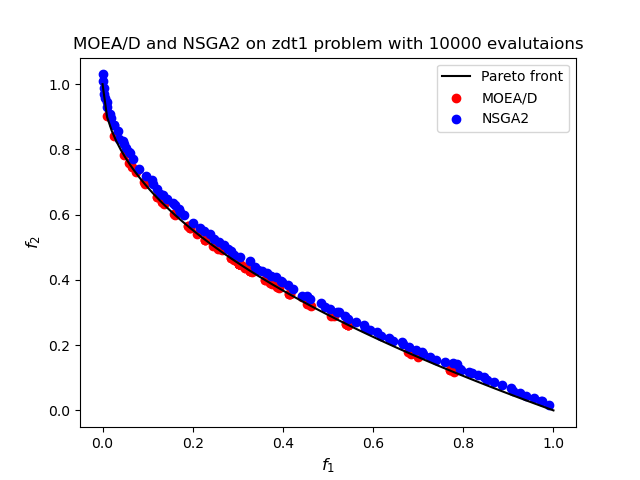 MOEA/D and NSGA2 on zdt1 problem with 10000 evalutaions
Pareto front
MOEA/D
NSGA2
1.0
0.8
0.6
0.4
0.2
0.0
f₂
0.0 0.2 0.4 0.6 0.8 1.0
f₁